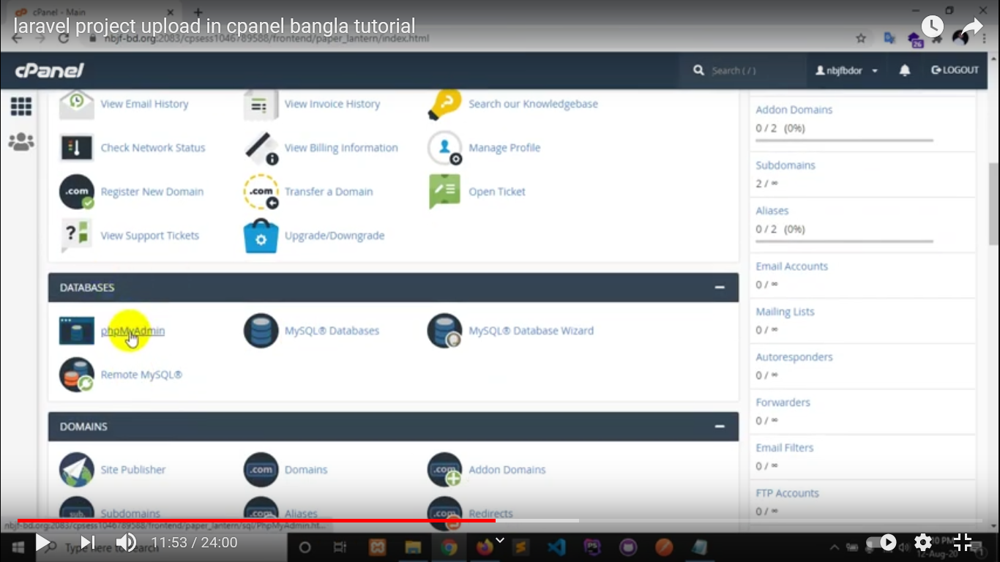 cPanel - Main
laravel project upload in cpanel bangla tutorial
nbjf-bd.org:2083/cpsess1046789588/frontend/paper_lantern/index.html
26
cPanel
Search ( / )
nbjfbdor
LOGOUT
View Email History
View Invoice History
Search our Knowledgebase
Check Network Status
View Billing Information
Manage Profile
.com
Register New Domain
.com
Transfer a Domain
Open Ticket
View Support Tickets
Upgrade/Downgrade
DATABASES
phpMyAdmin
MySQL® Databases
MySQL® Database Wizard
Remote MySQL®
DOMAINS
Site Publisher
.com
Domains
.com
Addon Domains
sub.
Subdomains
.com
Aliases
.com
Redirects
Addon Domains
0 / 2 (0%)
Subdomains
2 / ∞
Aliases
0 / 2 (0%)
Email Accounts
0 / ∞
Mailing Lists
0 / ∞
Autoresponders
0 / ∞
Forwarders
0 / ∞
Email Filters
0 / ∞
FTP Accounts
0 / ∞
nbjf-bd.org:2083/cpsess1046789588/frontend/paper_lantern/sql/PhpMyAdmin.ht...
Type here to search
11:53 / 24:00
PS
PM
12-Aug-20